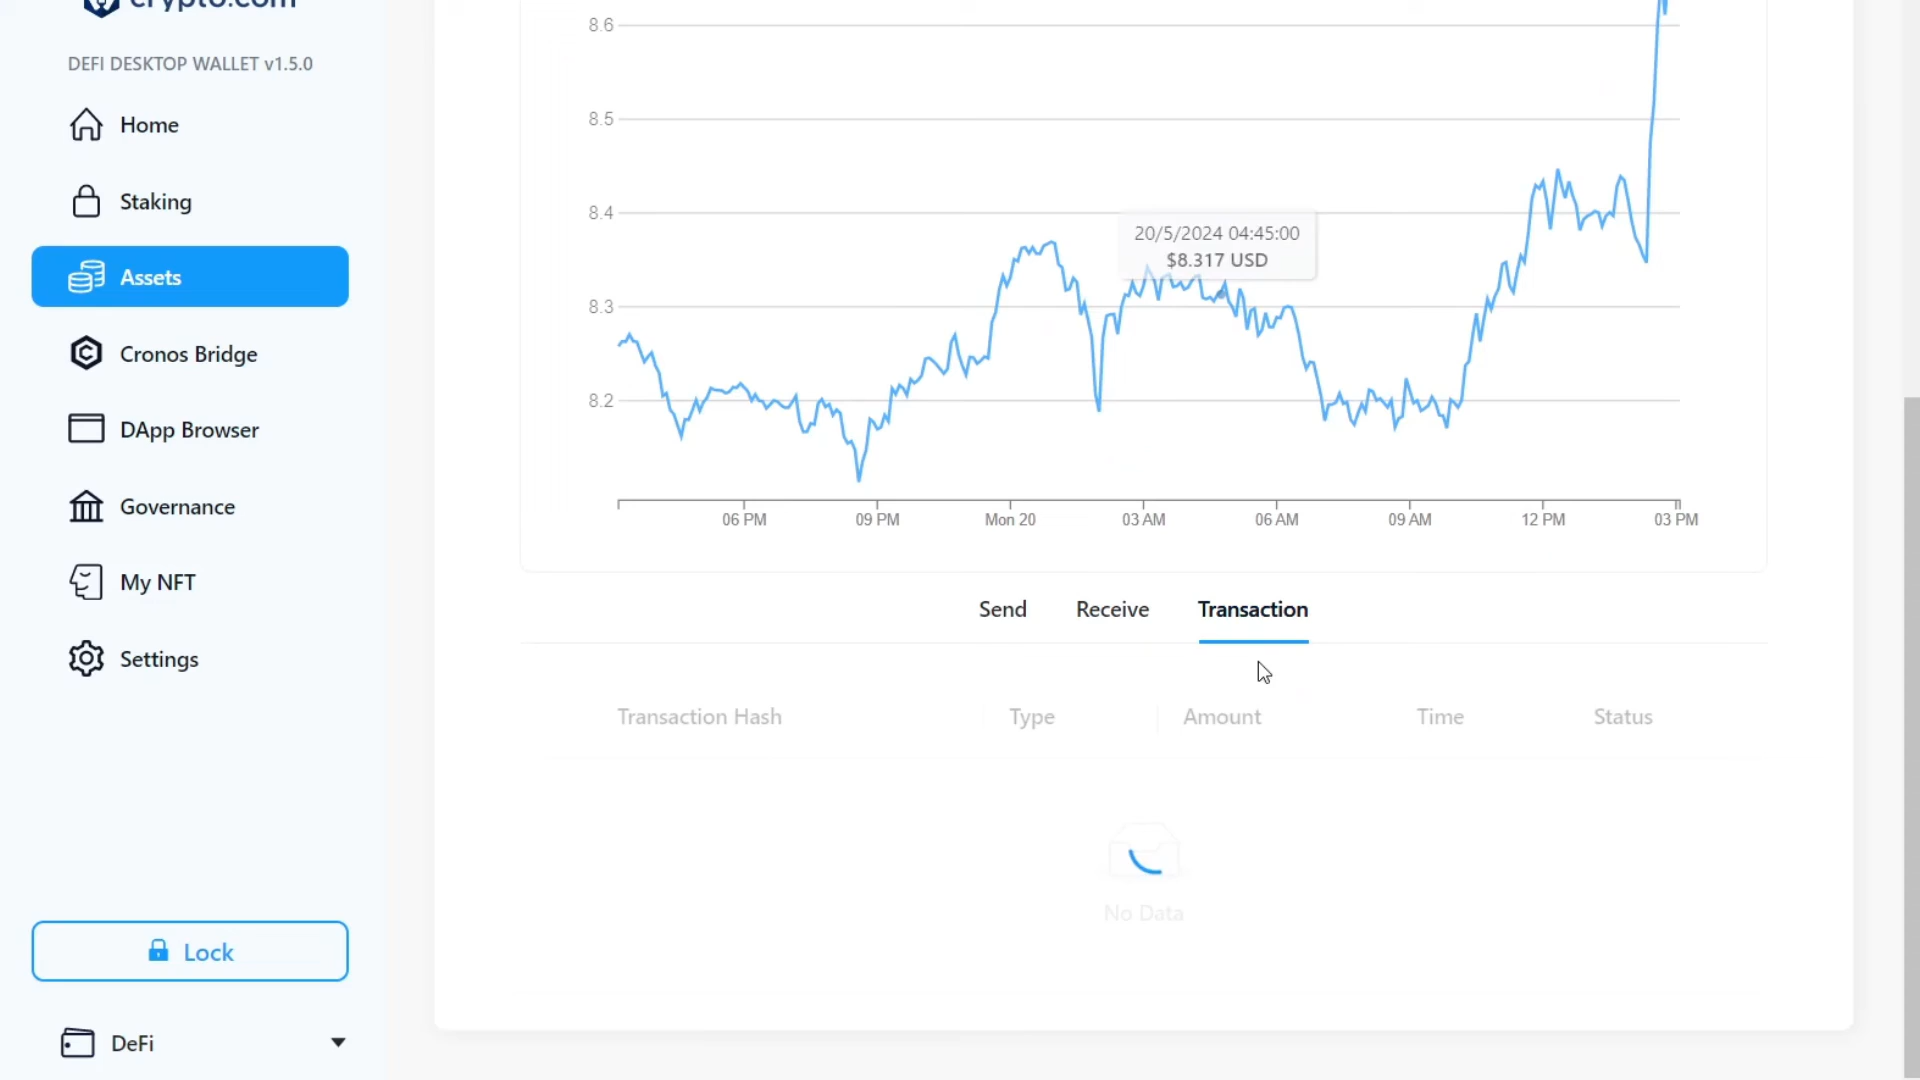 crypto.com
DEFI DESKTOP WALLET v1.5.0
Home
Staking
Assets
Cronos Bridge
DApp Browser
Governance
My NFT
Settings
Lock
DeFi
8.6
8.5
8.4
8.3
8.2
20/5/2024 04:45:00
$8.317 USD
06 PM
09 PM
Mon 20
03 AM
06 AM
09 AM
12 PM
03 PM
Send Receive Transaction
Transaction Hash Type Amount Time Status
No Data